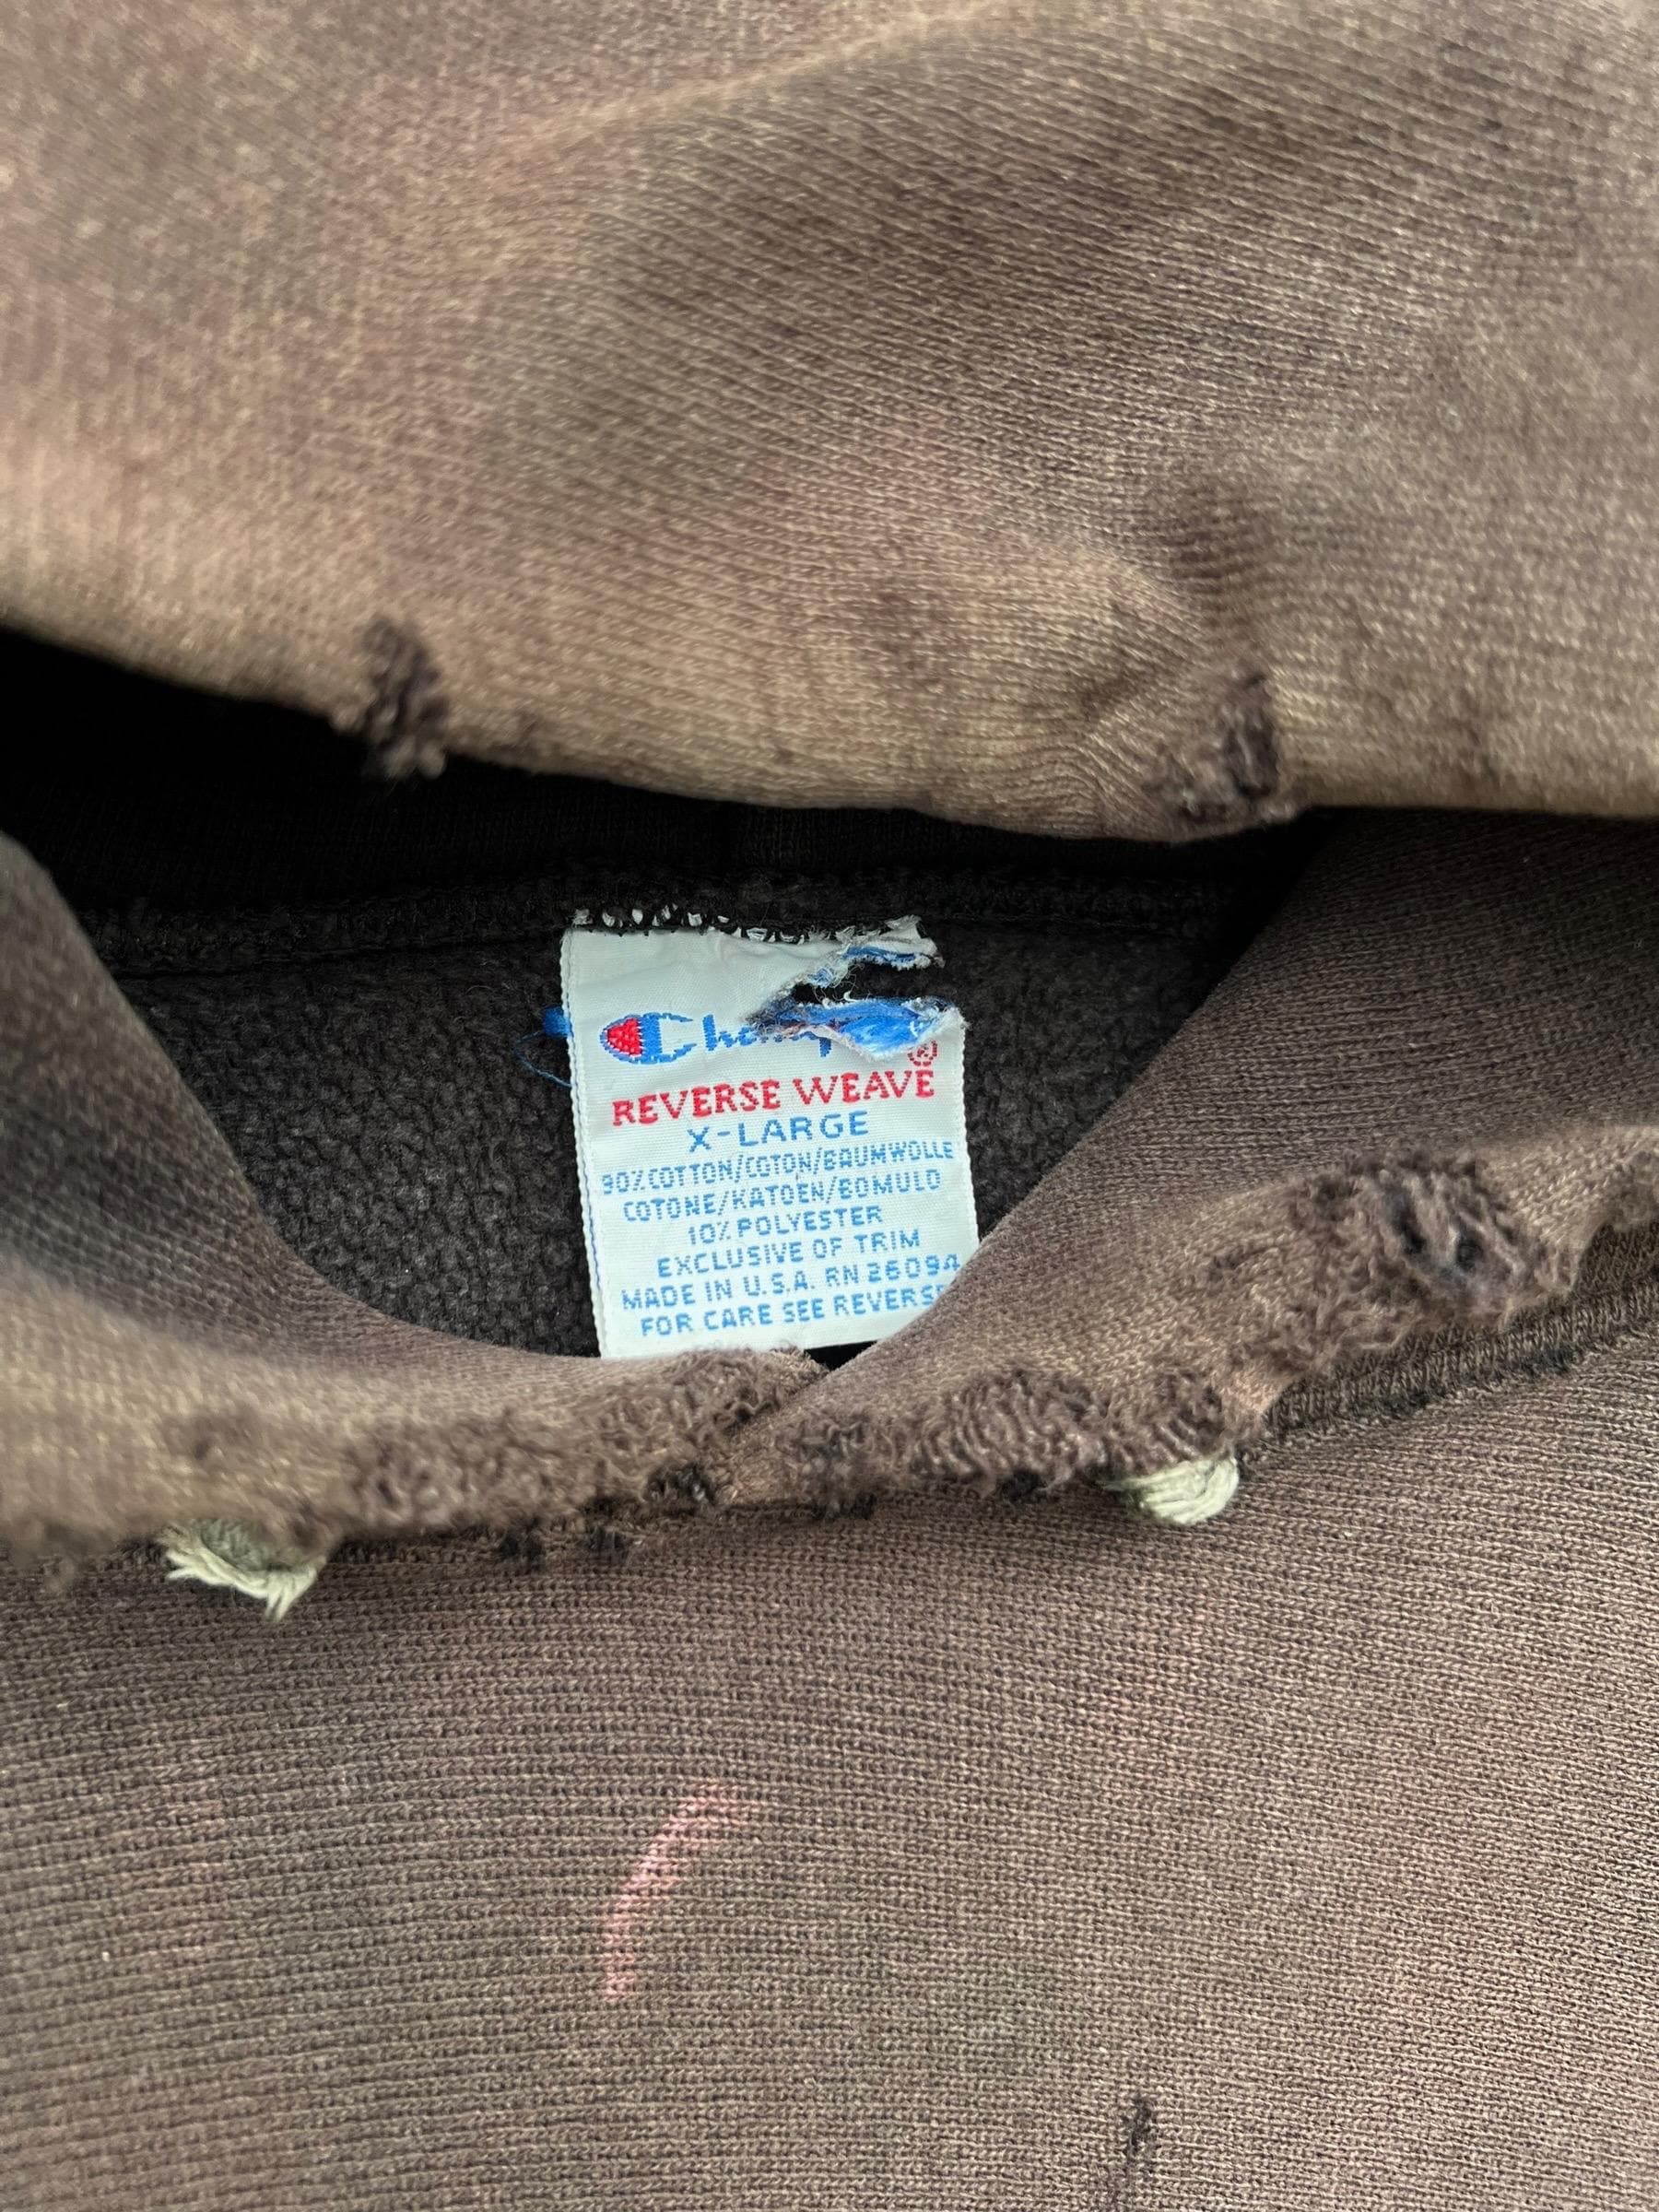 REVERSE WEAVE
X-LARGE
90% COTTON/COTON/BAUMWOLLE
COTONE/KATOEN/BOMULD
10% POLYESTER
EXCLUSIVE OF TRIM
MADE IN U.S.A. RN 26094
FOR CARE SEE REVERSE